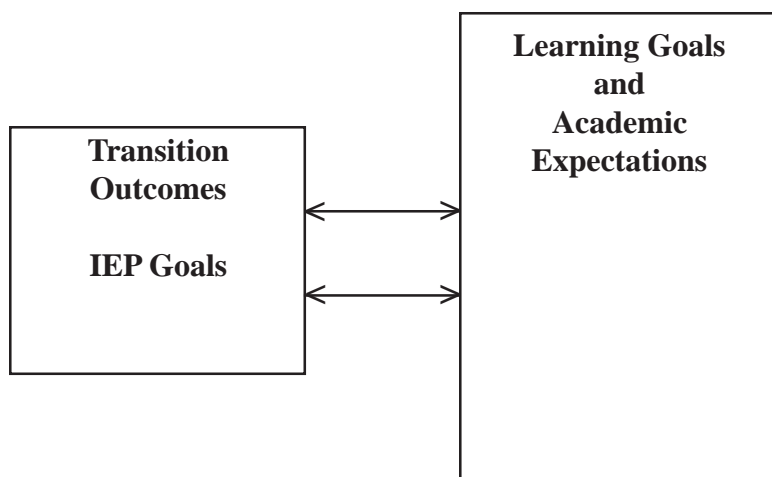 Transition
Outcomes
IEP Goals
Learning Goals
and
Academic
Expectations